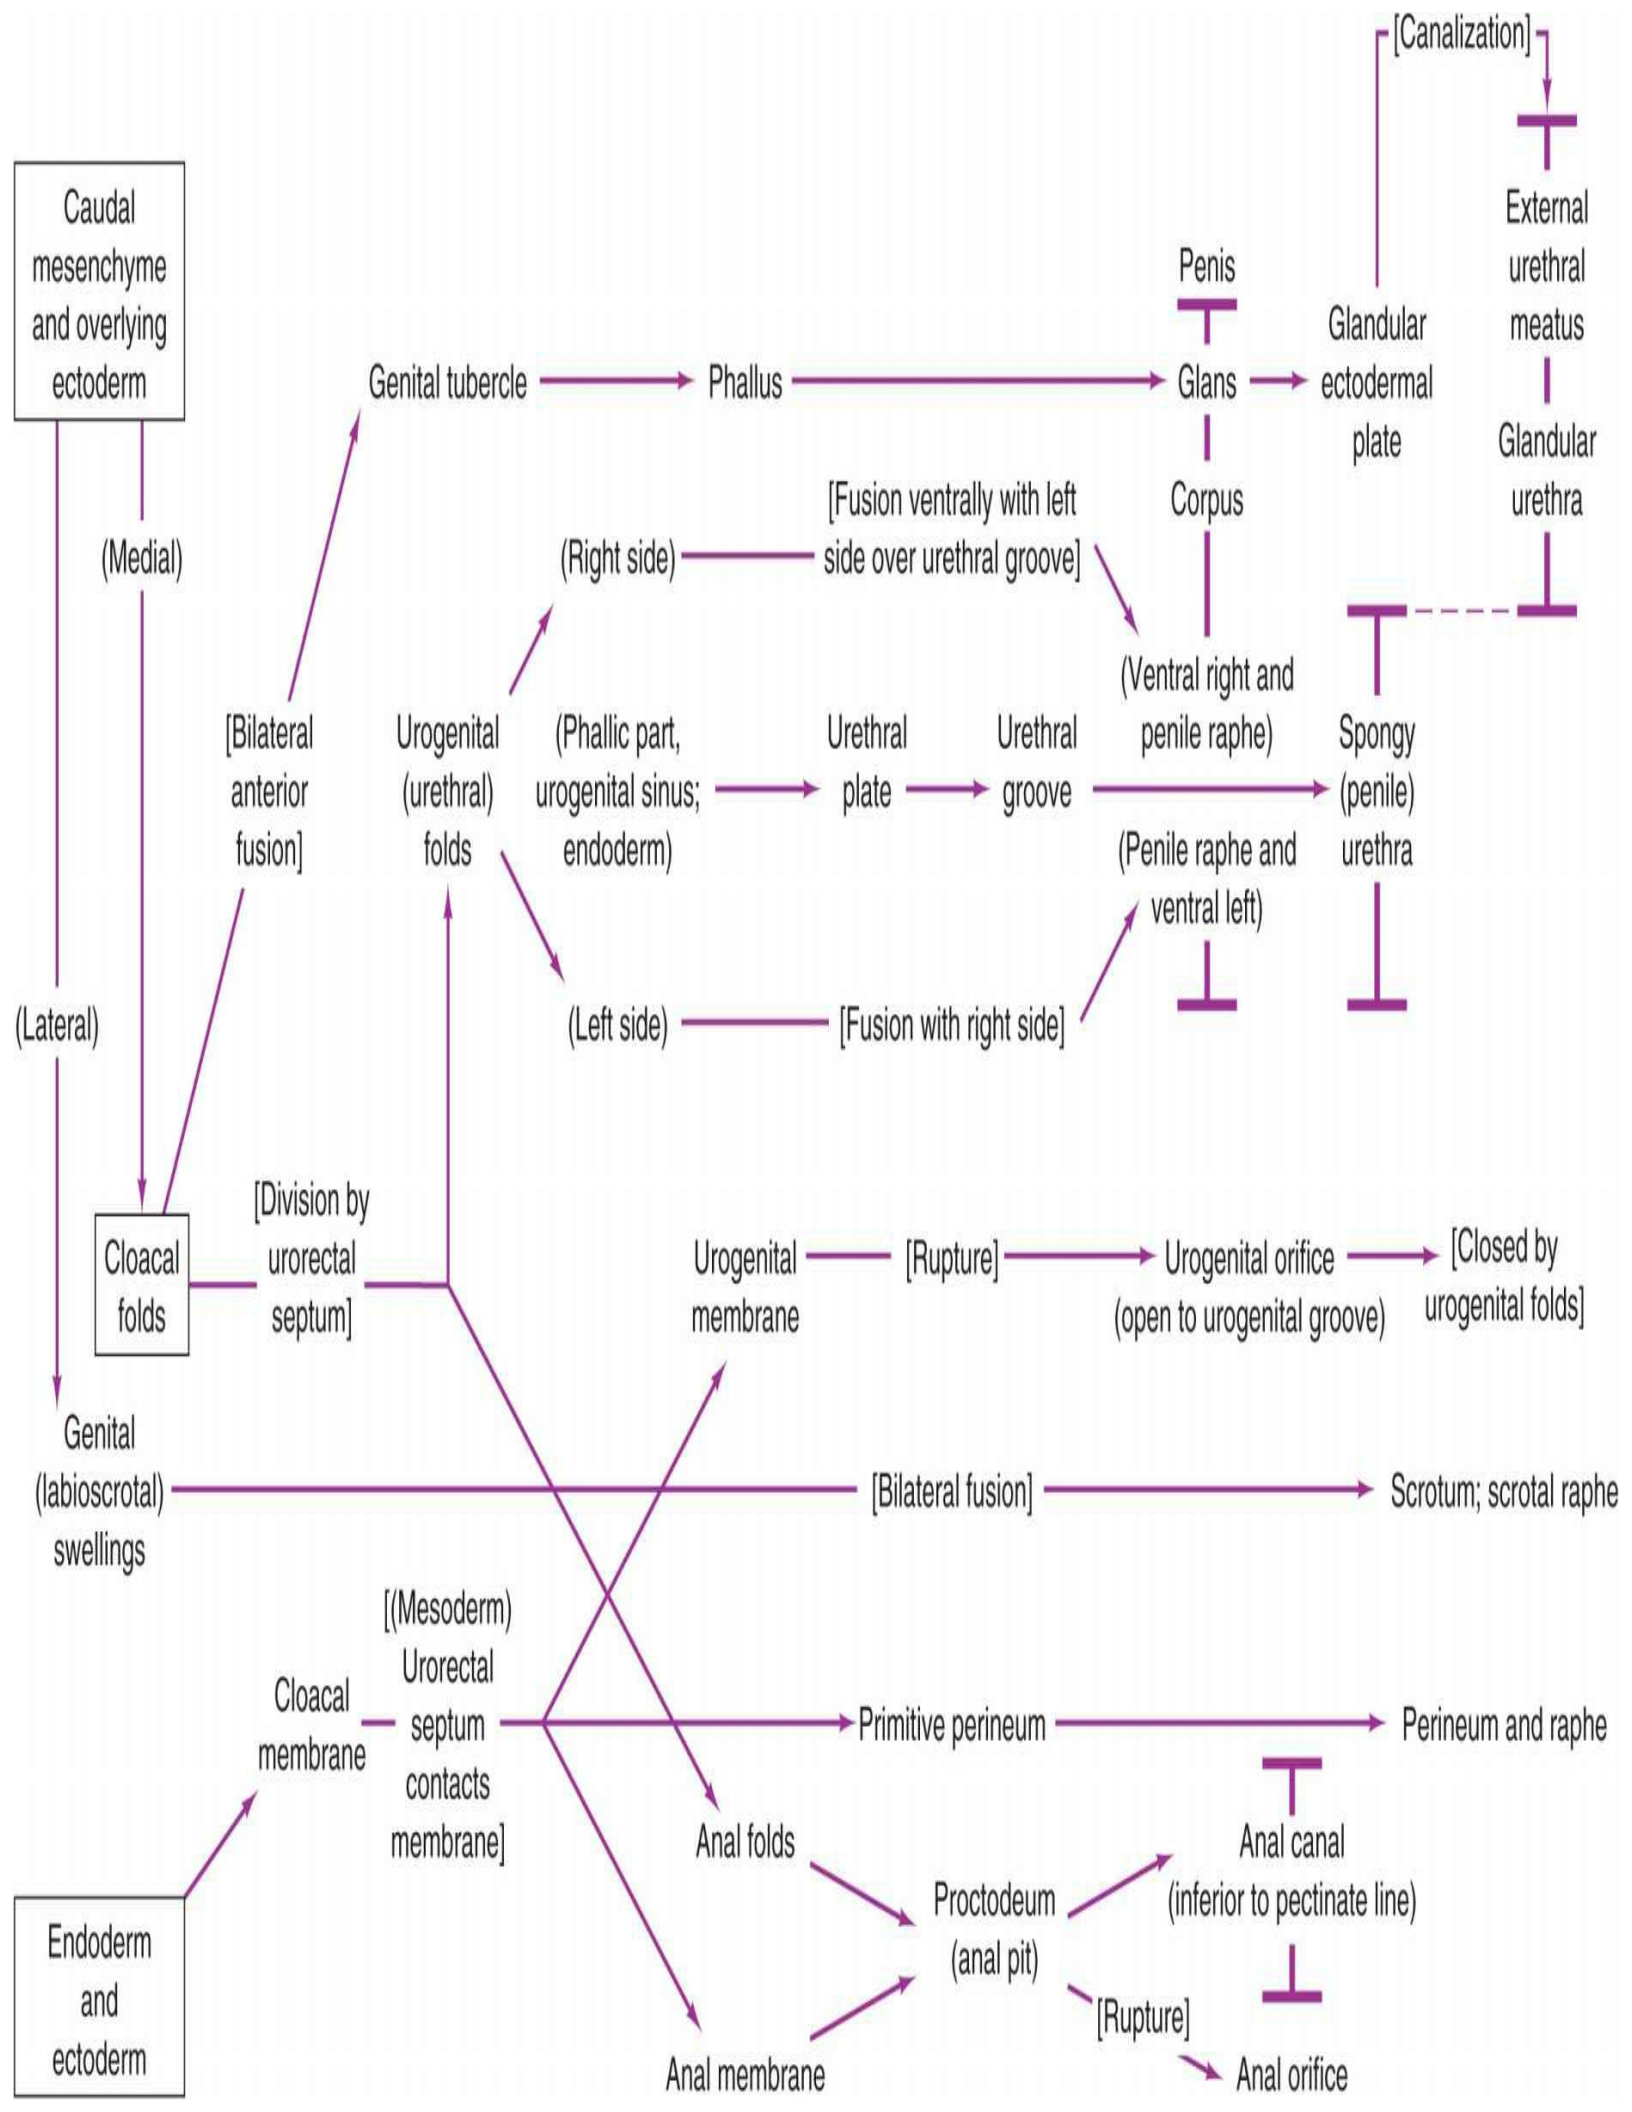 [Canalization]
Caudal
mesenchyme
and overlying
ectoderm
External
urethral
meatus
Penis
Glandular
ectodermal
plate
Genital tubercle
Phallus
Glans
Glandular
urethra
Corpus
(Medial)
[Fusion ventrally with left
side over urethral groove]
(Right side)
(Ventral right and
penile raphe)
[Bilateral
anterior
fusion]
Urogenital
(urethral)
folds
(Phallic part,
urogenital sinus;
endoderm)
Urethral
plate
Urethral
groove
Spongy
(penile)
urethra
(Penile raphe and
ventral left)
(Lateral)
(Left side)
[Fusion with right side]
Cloacal
folds
[Division by
urorectal
septum]
Urogenital
membrane
[Rupture]
Urogenital orifice
(open to urogenital groove)
[Closed by
urogenital folds]
Genital
(labioscrotal)
swellings
[Bilateral fusion]
Scrotum; scrotal raphe
[(Mesoderm)
Urorectal
septum
contacts
membrane]
Cloacal
membrane
Primitive perineum
Perineum and raphe
Anal folds
Anal canal
(inferior to pectinate line)
Proctodeum
(anal pit)
Endoderm
and
ectoderm
[Rupture]
Anal membrane
Anal orifice